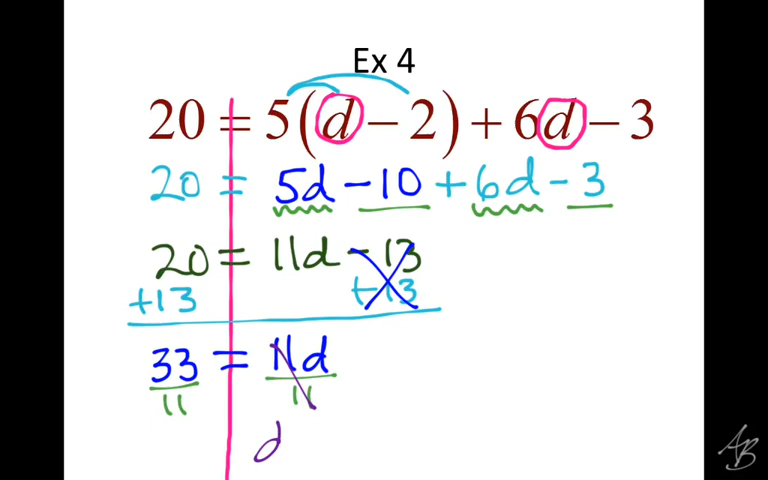 Ex 4
20 = 5(d − 2) + 6d − 3
20 = 5d − 10 + 6d − 3
20 = 11d − 13
+13 +13
33 = 11d
11 11
d
AB